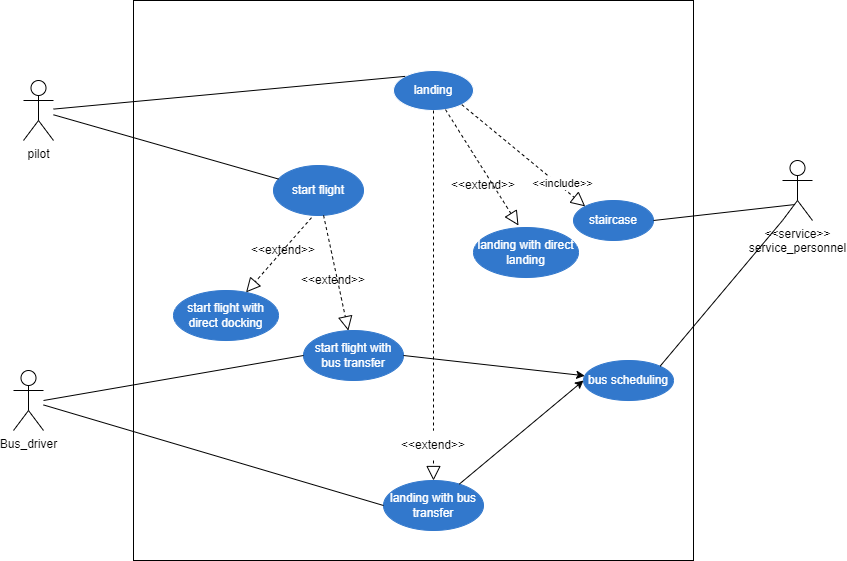 landing
pilot
start flight
<<extend>>
<<include>>
staircase
<<service>>
service_personnel
landing with direct
landing
<<extend>>
<<extend>>
start flight with
direct docking
start flight with
bus transfer
bus scheduling
Bus_driver
<<extend>>
landing with bus
transfer